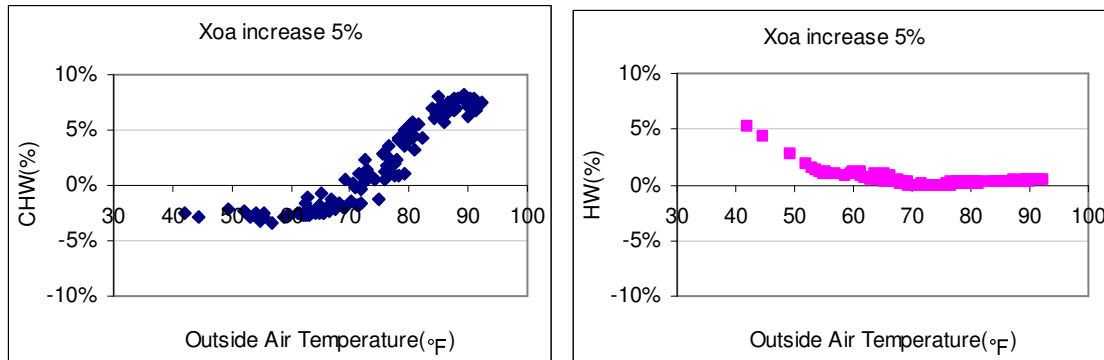 Xoa increase 5%
10%
5%
0%
-5%
-10%
30 40 50 60 70 80 90 100
CHW(%)
Outside Air Temperature(°F)
Xoa increase 5%
10%
5%
0%
-5%
-10%
30 40 50 60 70 80 90 100
HW(%)
Outside Air Temperature(°F)